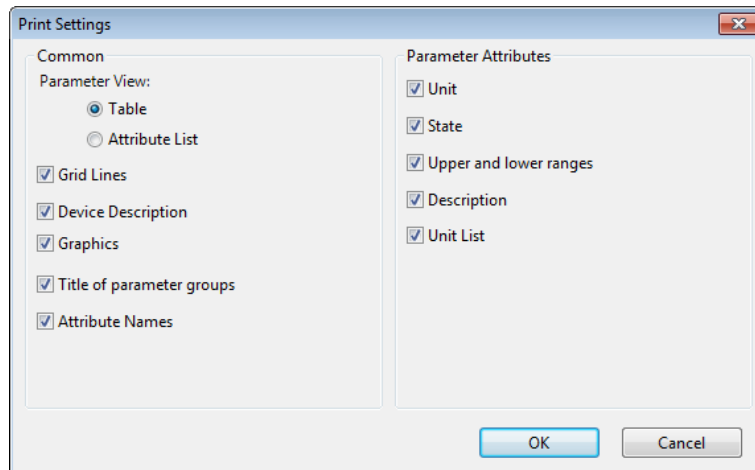 Print Settings
Common
Parameter View:
Table
Attribute List
Grid Lines
Device Description
Graphics
Title of parameter groups
Attribute Names
Parameter Attributes
Unit
State
Upper and lower ranges
Description
Unit List
OK
Cancel